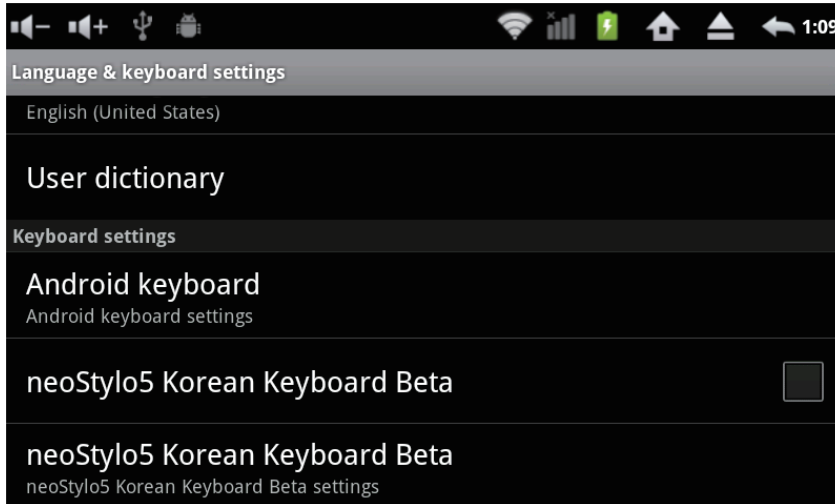 1:09
Language & keyboard settings
English (United States)
User dictionary
Keyboard settings
Android keyboard
Android keyboard settings
neoStylo5 Korean Keyboard Beta
neoStylo5 Korean Keyboard Beta
neoStylo5 Korean Keyboard Beta settings